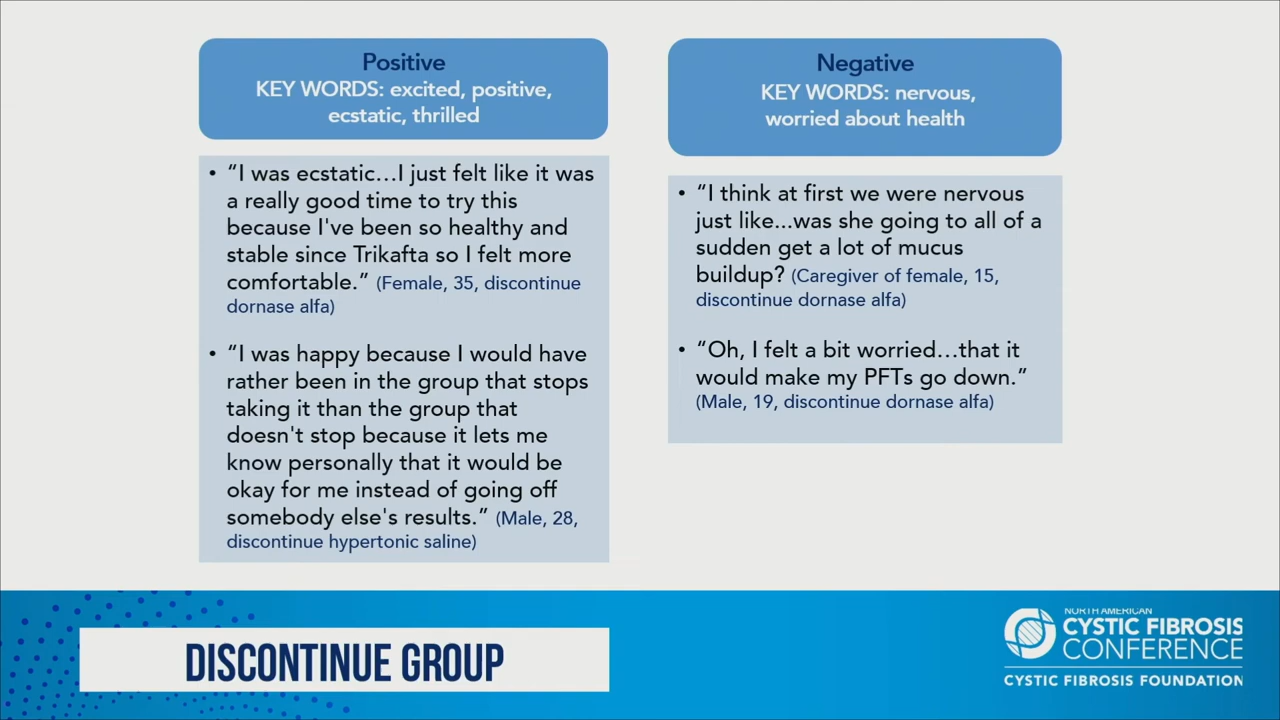 Positive
KEY WORDS: excited, positive,
ecstatic, thrilled
• “I was ecstatic...I just felt like it was
a really good time to try this
because I've been so healthy and
stable since Trikafta so I felt more
comfortable.” (Female, 35, discontinue
dornase alfa)
• “I was happy because I would have
rather been in the group that stops
taking it than the group that
doesn't stop because it lets me
know personally that it would be
okay for me instead of going off
somebody else's results.” (Male, 28,
discontinue hypertonic saline)
Negative
KEY WORDS: nervous,
worried about health
• “I think at first we were nervous
just like...was she going to all of a
sudden get a lot of mucus
buildup? (Caregiver of female, 15,
discontinue dornase alfa)
• “Oh, I felt a bit worried...that it
would make my PFTs go down.”
(Male, 19, discontinue dornase alfa)
DISCONTINUE GROUP
NORTH AMERICAN
CYSTIC FIBROSIS
CONFERENCE
CYSTIC FIBROSIS FOUNDATION